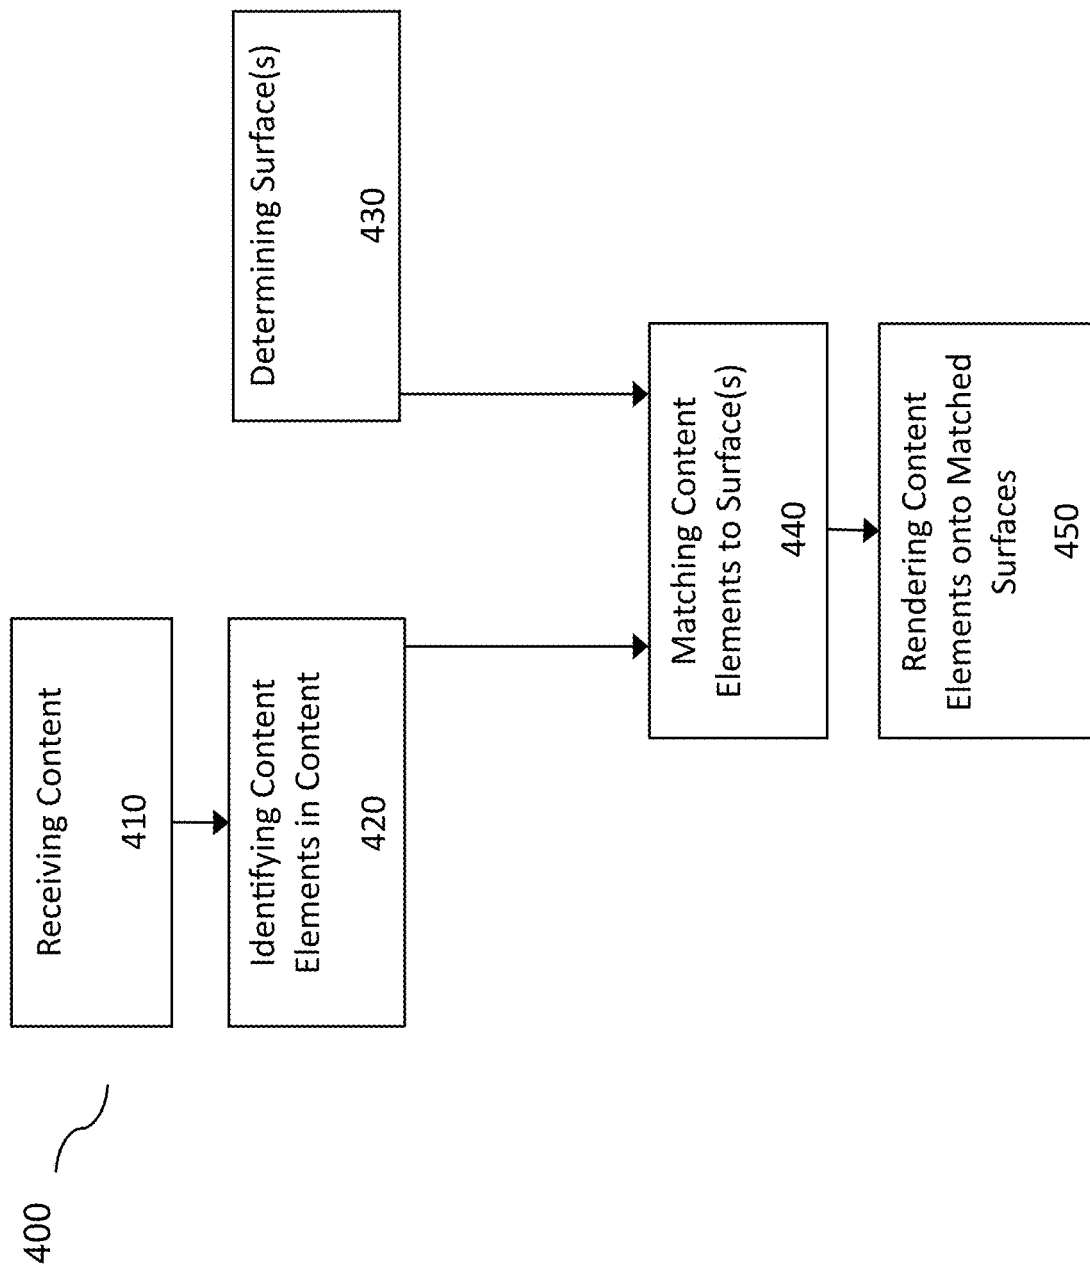 400
Receiving Content
410
Identifying Content
Elements in Content
420
Determining Surface(s)
430
Matching Content
Elements to Surface(s)
440
Rendering Content
Elements onto Matched
Surfaces
450